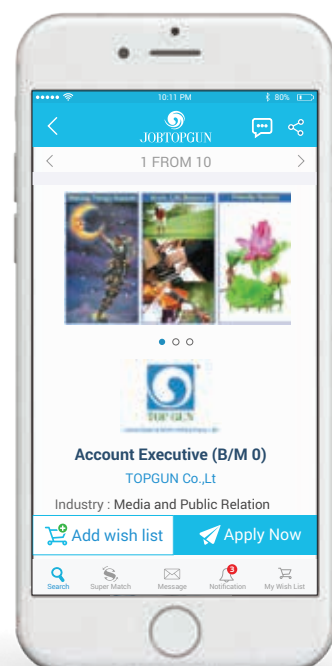 10:11 PM
80%
JOBTOPGUN
1 FROM 10
TOP GUN
Account Executive (B/M 0)
TOPGUN Co.,Lt
Industry : Media and Public Relation
Add wish list
Apply Now
Search
Super Match
Message
3
Notification
My Wish List